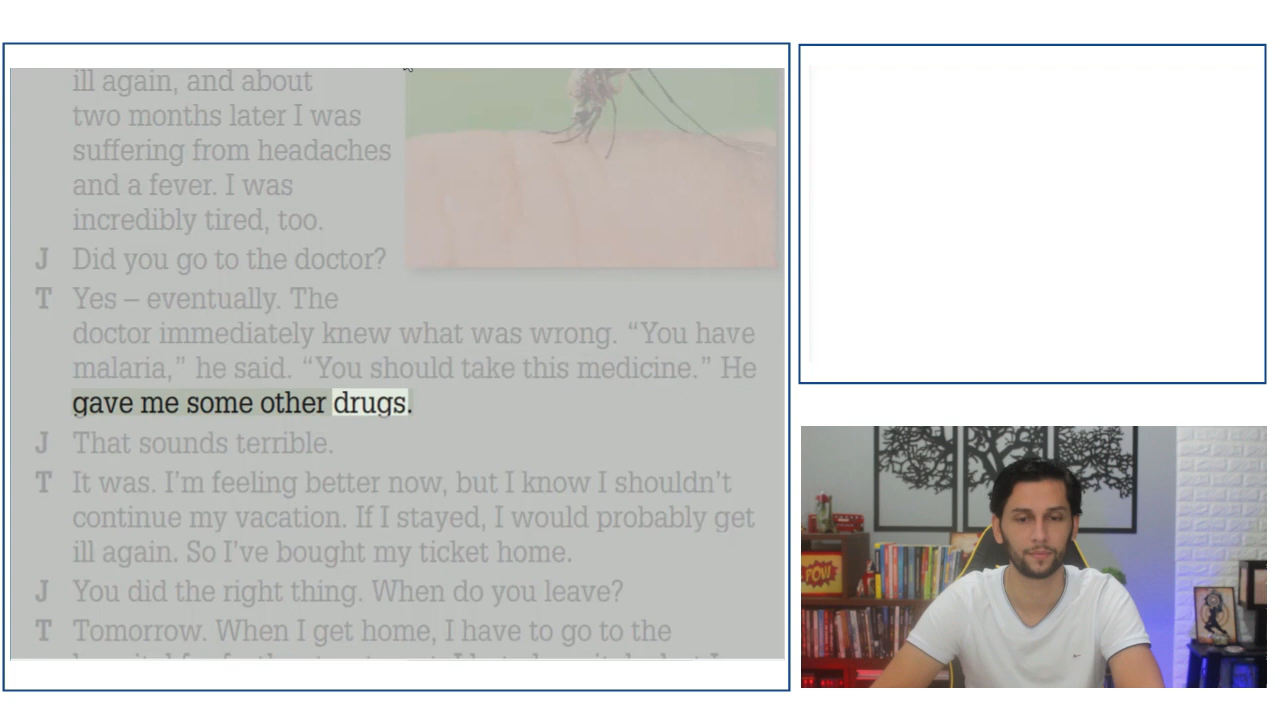 ill again, and about
two months later I was
suffering from headaches
and a fever. I was
incredibly tired, too.
J Did you go to the doctor?
T Yes – eventually. The
doctor immediately knew what was wrong. “You have
malaria,” he said. “You should take this medicine.” He
gave me some other drugs.
J That sounds terrible.
T It was. I’m feeling better now, but I know I shouldn’t
continue my vacation. If I stayed, I would probably get
ill again. So I’ve bought my ticket home.
J You did the right thing. When do you leave?
T Tomorrow. When I get home, I have to go to the
POW